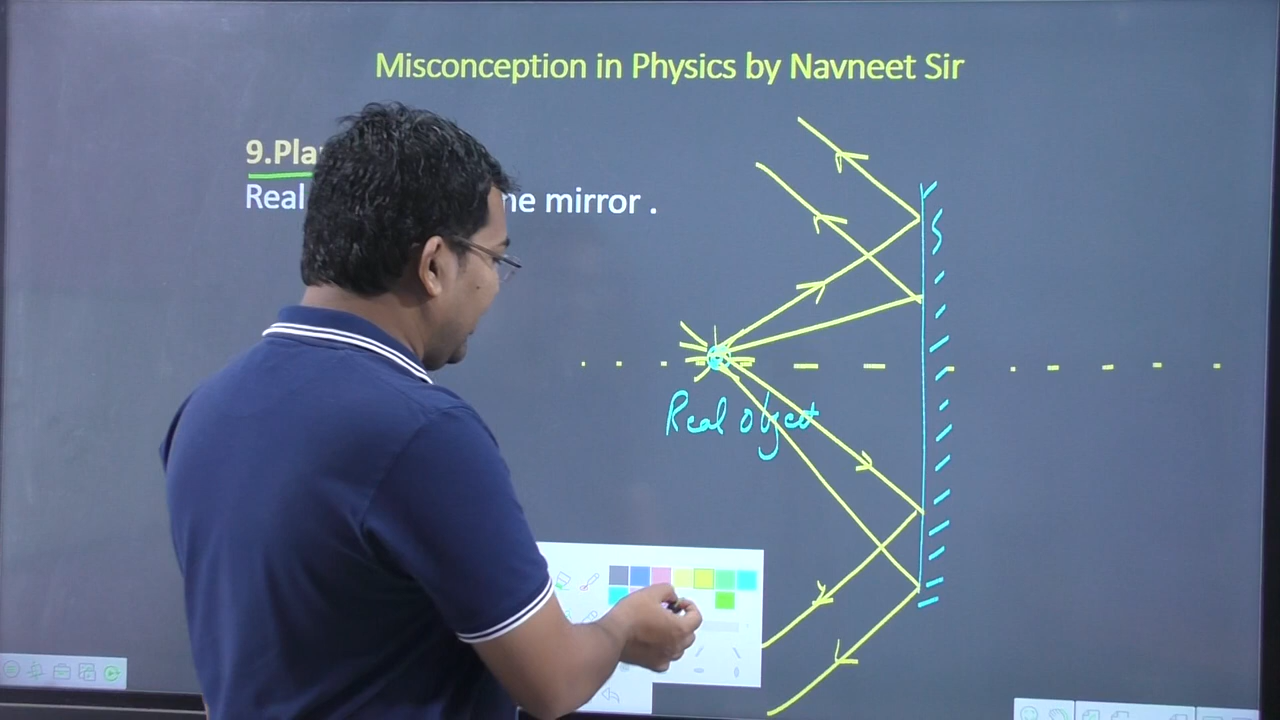 Misconception in Physics by Navneet Sir
9.Pla
Real ne mirror .
Real object